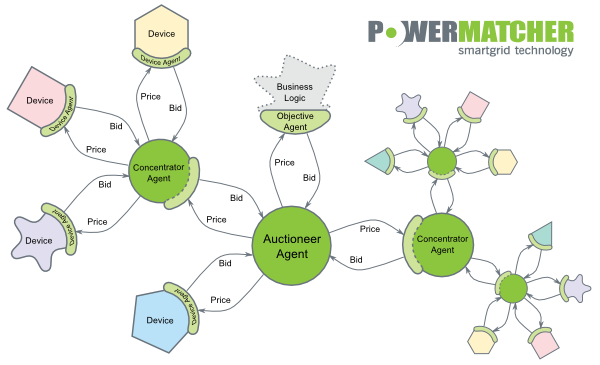 POWERMATCHER
smartgrid technology
Device
Device Agent
Price
Bid
Device
Device Agent
Bid
Price
Concentrator
Agent
Device
Device Agent
Bid
Price
Business
Logic
Objective
Agent
Price
Bid
Bid
Price
Auctioneer
Agent
Price
Bid
Concentrator
Agent
Device
Device Agent
Bid
Price